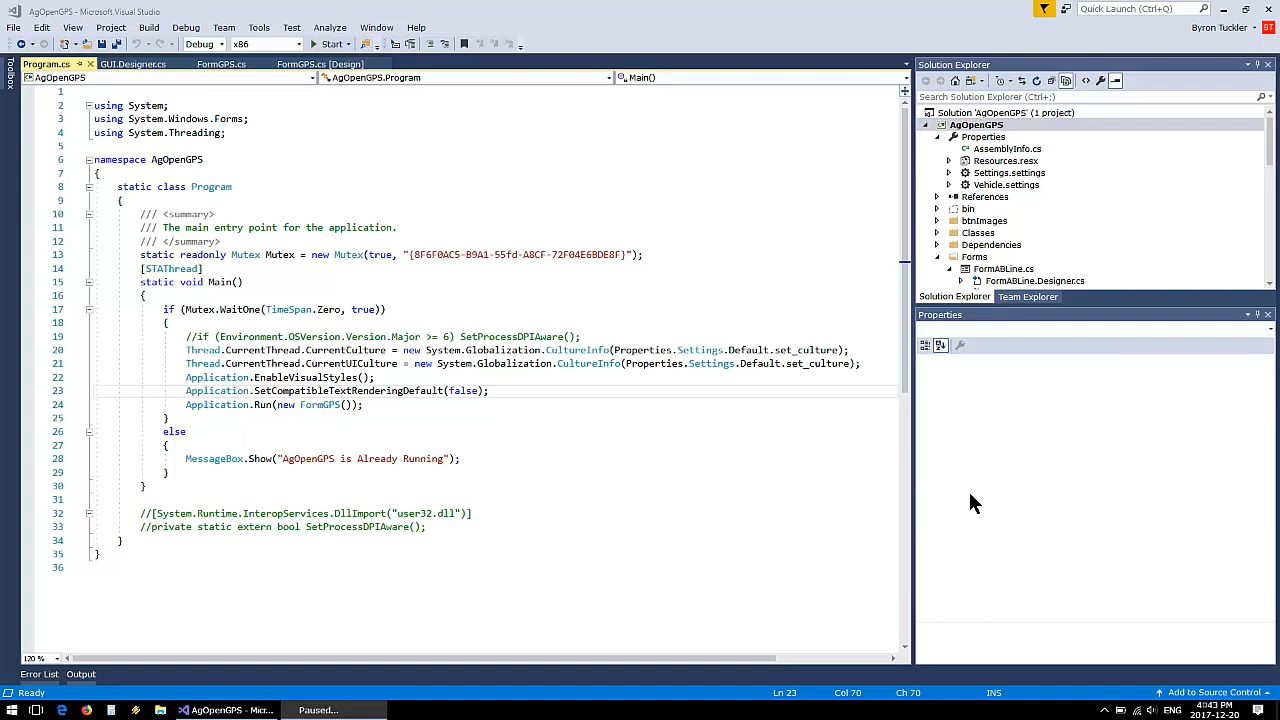 AgOpenGPS - Microsoft Visual Studio
Quick Launch (Ctrl+Q)
File Edit View Project Build Debug Team Tools Test Analyze Window Help
Byron Tuckler
BT
Debug x86 Start
Toolbox
Program.cs GUI.Designer.cs FormGPS.cs FormGPS.cs [Design]
AgOpenGPS AgOpenGPS.Program Main()
1
2 using System;
3 using System.Windows.Forms;
4 using System.Threading;
5
6 namespace AgOpenGPS
7 {
8 static class Program
9 {
10 /// <summary>
11 /// The main entry point for the application.
12 /// </summary>
13 static readonly Mutex Mutex = new Mutex(true, "{8F6F0AC5-B9A1-55fd-A8CF-72F04E6BDE8F}");
14 [STAThread]
15 static void Main()
16 {
17 if (Mutex.WaitOne(TimeSpan.Zero, true))
18 {
19 //if (Environment.OSVersion.Version.Major >= 6) SetProcessDPIAware();
20 Thread.CurrentThread.CurrentCulture = new System.Globalization.CultureInfo(Properties.Settings.Default.set_culture);
21 Thread.CurrentThread.CurrentUICulture = new System.Globalization.CultureInfo(Properties.Settings.Default.set_culture);
22 Application.EnableVisualStyles();
23 Application.SetCompatibleTextRenderingDefault(false);
24 Application.Run(new FormGPS());
25 }
26 else
27 {
28 MessageBox.Show("AgOpenGPS is Already Running");
29 }
30 }
31
32 //[System.Runtime.InteropServices.DllImport("user32.dll")]
33 //private static extern bool SetProcessDPIAware();
34 }
35 }
36
120 %
Solution Explorer
Search Solution Explorer (Ctrl+;)
Solution 'AgOpenGPS' (1 project)
AgOpenGPS
Properties
AssemblyInfo.cs
Resources.resx
Settings.settings
Vehicle.settings
References
bin
btnImages
Classes
Dependencies
Forms
FormABLine.cs
FormABLine.Designer.cs
Solution Explorer Team Explorer
Properties
Error List Output
Ready Ln 23 Col 70 Ch 70 INS Add to Source Control
AgOpenGPS - Micros... Paused... ENG 4:43 PM
2017-12-20